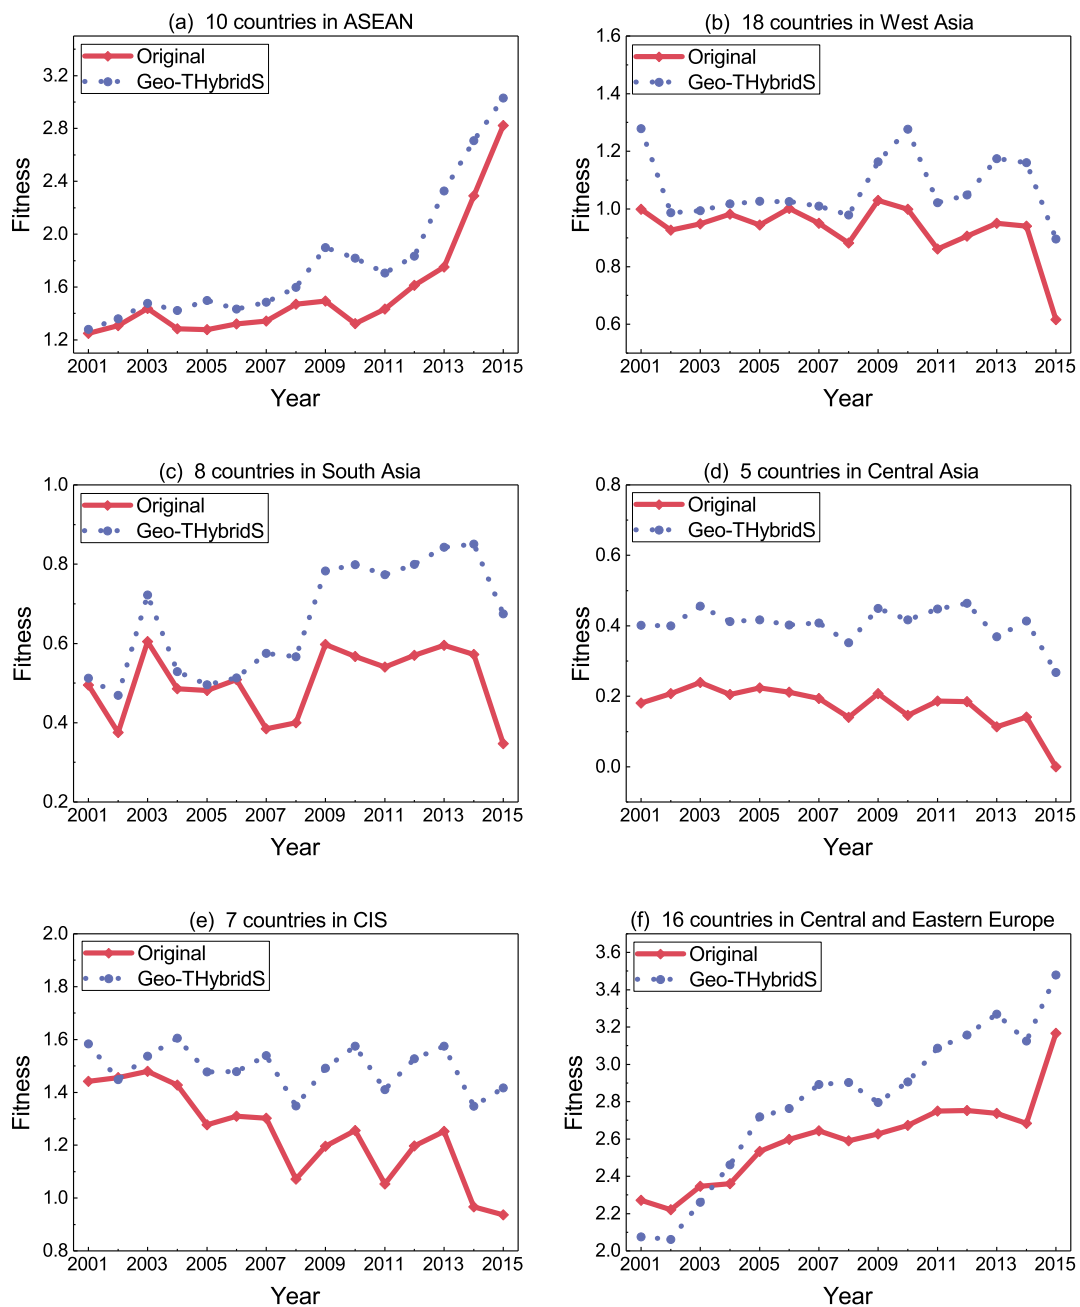 (a) 10 countries in ASEAN
Original
Geo-THybridS
3.2
2.8
2.4
2.0
1.6
1.2
Fitness
2001 2003 2005 2007 2009 2011 2013 2015
Year
(b) 18 countries in West Asia
Original
Geo-THybridS
1.6
1.4
1.2
1.0
0.8
0.6
Fitness
2001 2003 2005 2007 2009 2011 2013 2015
Year
(c) 8 countries in South Asia
Original
Geo-THybridS
1.0
0.8
0.6
0.4
0.2
Fitness
2001 2003 2005 2007 2009 2011 2013 2015
Year
(d) 5 countries in Central Asia
Original
Geo-THybridS
0.8
0.6
0.4
0.2
0.0
Fitness
2001 2003 2005 2007 2009 2011 2013 2015
Year
(e) 7 countries in CIS
Original
Geo-THybridS
2.0
1.8
1.6
1.4
1.2
1.0
0.8
Fitness
2001 2003 2005 2007 2009 2011 2013 2015
Year
(f) 16 countries in Central and Eastern Europe
Original
Geo-THybridS
3.6
3.4
3.2
3.0
2.8
2.6
2.4
2.2
2.0
Fitness
2001 2003 2005 2007 2009 2011 2013 2015
Year